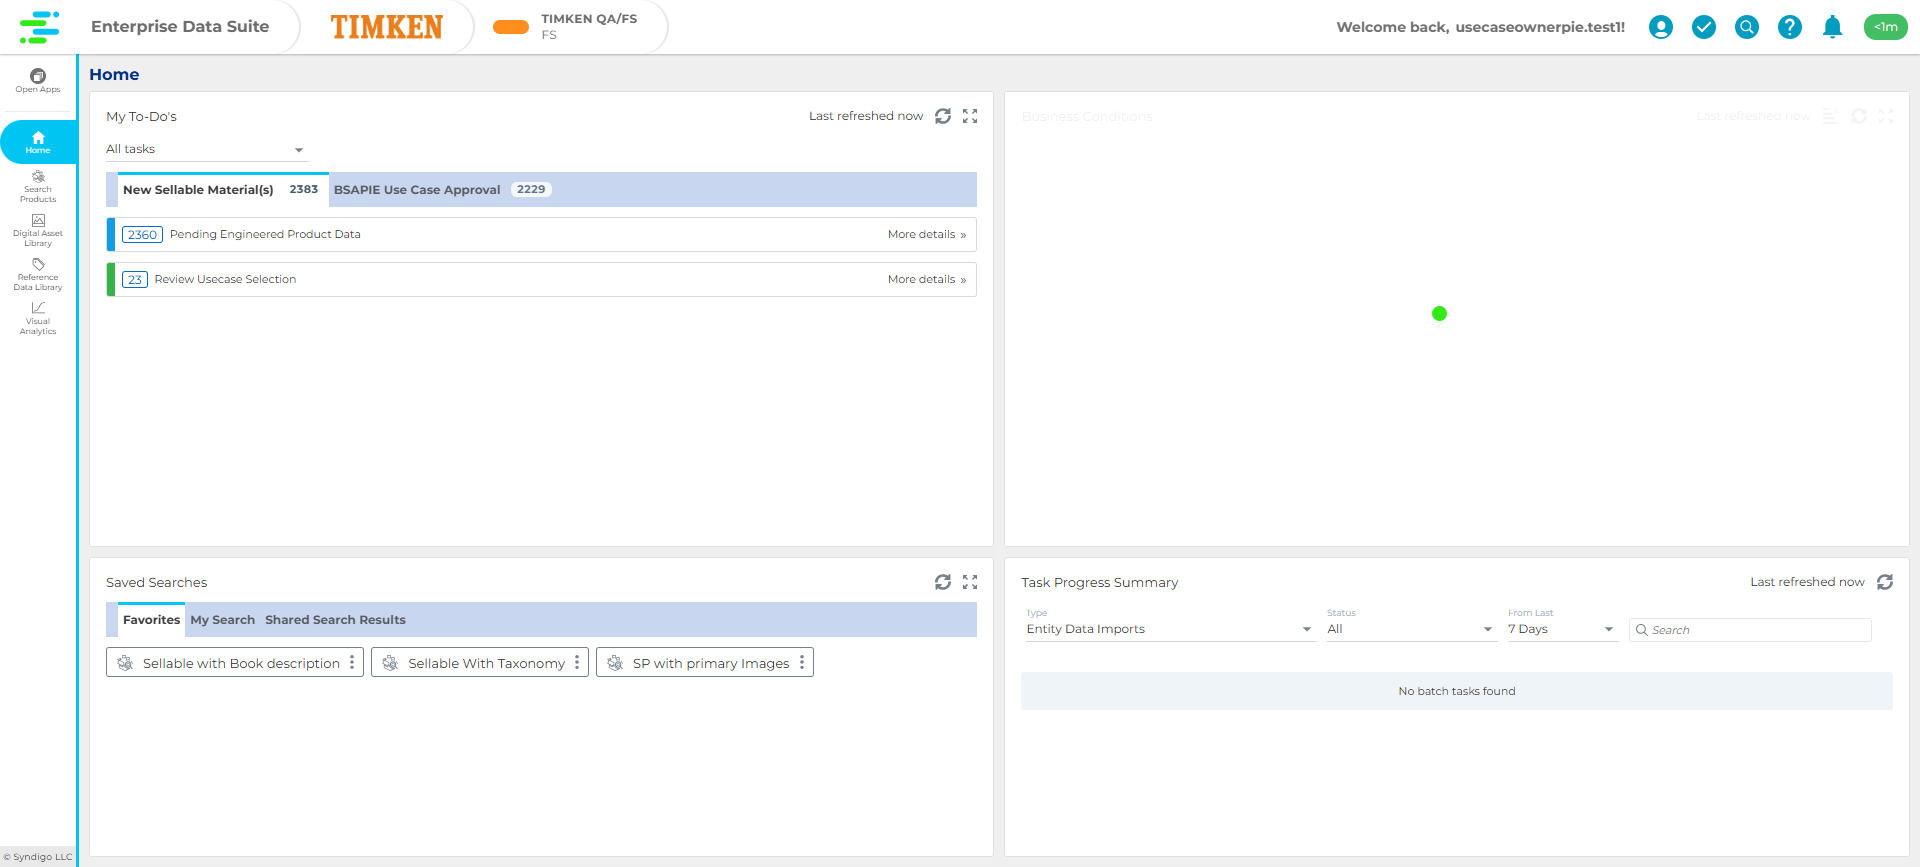 Enterprise Data Suite
TIMKEN
TIMKEN QA/FS
FS
Welcome back, usecaseownerpie.test1!
<1m
Open Apps
Home
Search
Products
Digital Asset
Library
Reference
Data Library
Visual
Analytics
© Syndigo LLC
Home
My To-Do's
Last refreshed now
All tasks
New Sellable Material(s) 2383
BSAPIE Use Case Approval 2229
2360 Pending Engineered Product Data More details »
23 Review Usecase Selection More details »
Business Conditions
Last refreshed now
Saved Searches
Favorites My Search Shared Search Results
Sellable with Book description
Sellable With Taxonomy
SP with primary Images
Task Progress Summary
Last refreshed now
Type
Entity Data Imports
Status
All
From Last
7 Days
Search
No batch tasks found